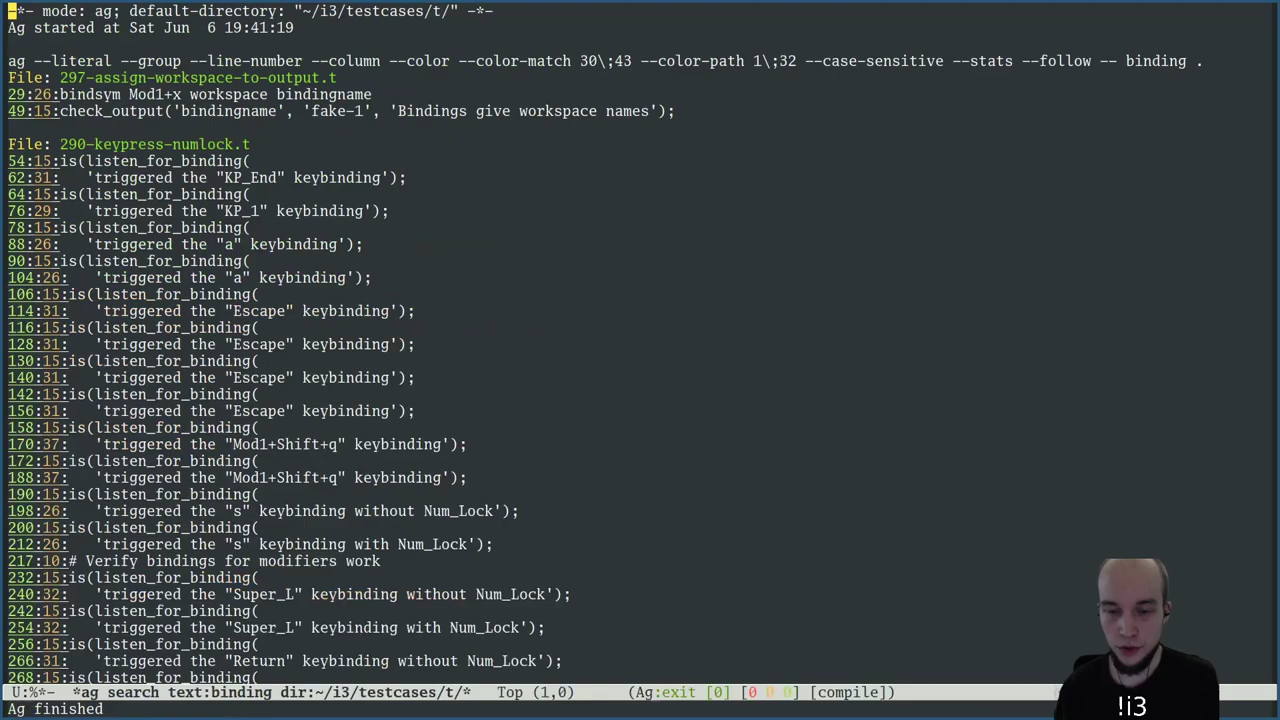 -*- mode: ag; default-directory: "~/i3/testcases/t/" -*-
Ag started at Sat Jun  6 19:41:19

ag --literal --group --line-number --column --color --color-match 30\;43 --color-path 1\;32 --case-sensitive --stats --follow -- binding .
File: 297-assign-workspace-to-output.t
29:26:bindsym Mod1+x workspace bindingname
49:15:check_output('bindingname', 'fake-1', 'Bindings give workspace names');

File: 290-keypress-numlock.t
54:15:is(listen_for_binding(
62:31:   'triggered the "KP_End" keybinding');
64:15:is(listen_for_binding(
76:29:   'triggered the "KP_1" keybinding');
78:15:is(listen_for_binding(
88:26:   'triggered the "a" keybinding');
90:15:is(listen_for_binding(
104:26:   'triggered the "a" keybinding');
106:15:is(listen_for_binding(
114:31:   'triggered the "Escape" keybinding');
116:15:is(listen_for_binding(
128:31:   'triggered the "Escape" keybinding');
130:15:is(listen_for_binding(
140:31:   'triggered the "Escape" keybinding');
142:15:is(listen_for_binding(
156:31:   'triggered the "Escape" keybinding');
158:15:is(listen_for_binding(
170:37:   'triggered the "Mod1+Shift+q" keybinding');
172:15:is(listen_for_binding(
188:37:   'triggered the "Mod1+Shift+q" keybinding');
190:15:is(listen_for_binding(
198:26:   'triggered the "s" keybinding without Num_Lock');
200:15:is(listen_for_binding(
212:26:   'triggered the "s" keybinding with Num_Lock');
217:10:# Verify bindings for modifiers work
232:15:is(listen_for_binding(
240:32:   'triggered the "Super_L" keybinding without Num_Lock');
242:15:is(listen_for_binding(
254:32:   'triggered the "Super_L" keybinding with Num_Lock');
256:15:is(listen_for_binding(
266:31:   'triggered the "Return" keybinding without Num_Lock');
268:15:is(listen_for_binding(
U:%*-  *ag search text:binding dir:~/i3/testcases/t/*   Top (1,0)      (Ag:exit [0] [0 0 0] [compile])
Ag finished
!i3